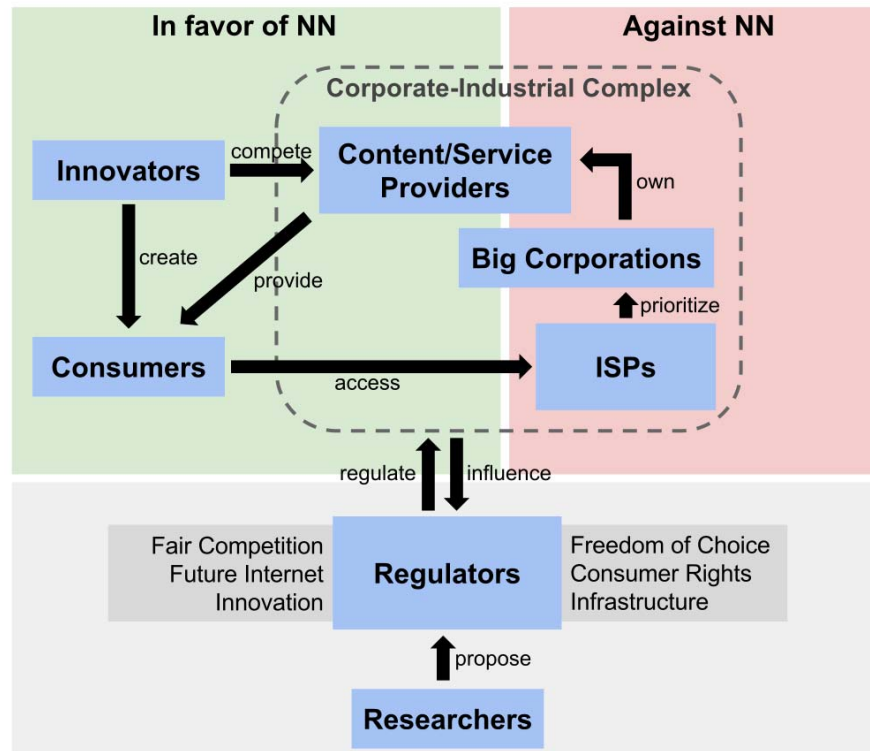 In favor of NN
Against NN
Corporate-Industrial Complex
Innovators
compete
Content/Service
Providers
own
create
provide
Big Corporations
prioritize
Consumers
access
ISPs
regulate
influence
Fair Competition
Future Internet
Innovation
Regulators
Freedom of Choice
Consumer Rights
Infrastructure
propose
Researchers